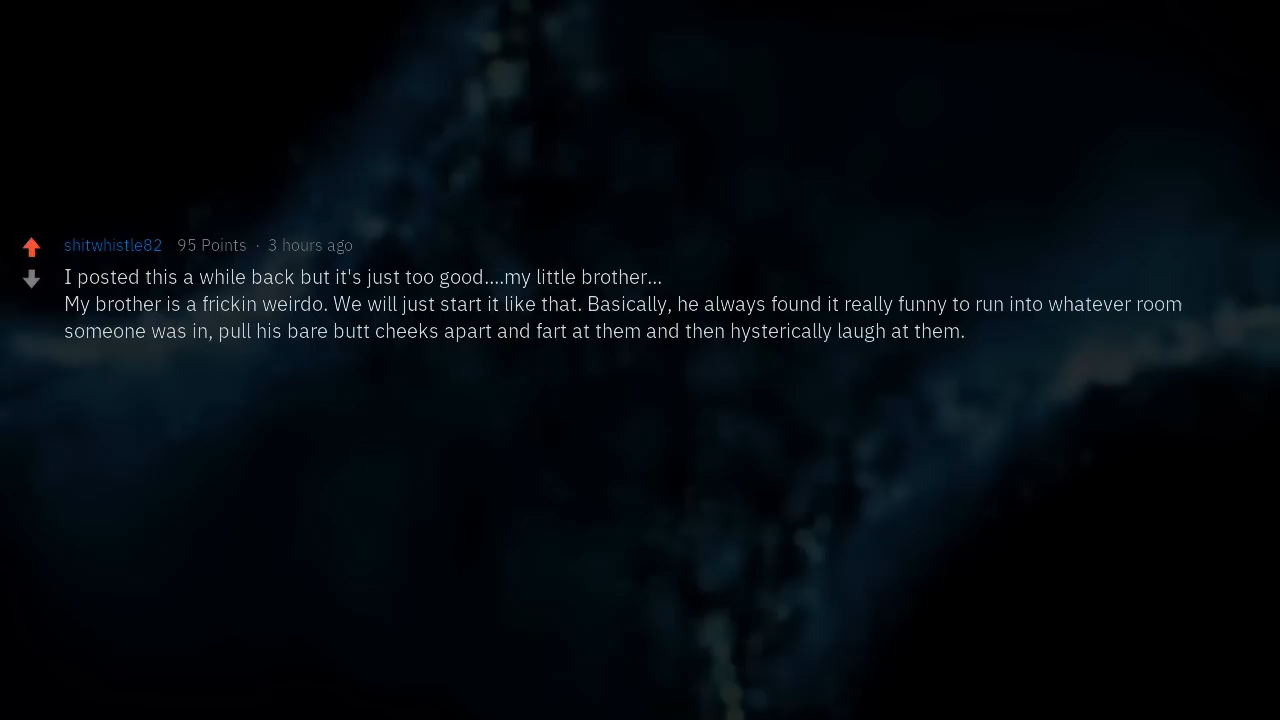 shitwhistle82 95 Points · 3 hours ago
I posted this a while back but it's just too good....my little brother...
My brother is a frickin weirdo. We will just start it like that. Basically, he always found it really funny to run into whatever room
someone was in, pull his bare butt cheeks apart and fart at them and then hysterically laugh at them.